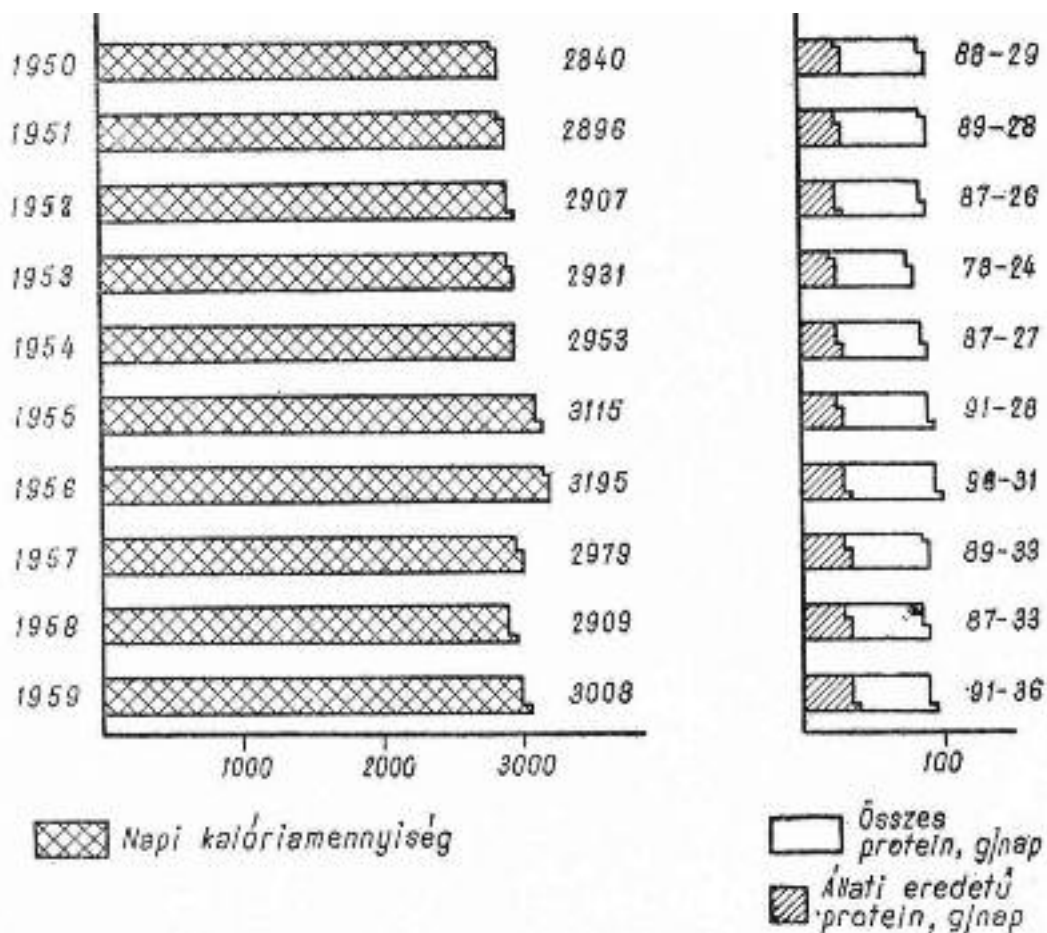 1950 2840 88-29
1951 2896 89-28
1952 2907 87-26
1953 2931 78-24
1954 2953 87-27
1955 3115 91-28
1956 3195
1957 2979 89-33
1958 2909 87-33
1959 3008 91-36
1000 2000 3000 100
Napi kalóriamennyiség
Összes
protein, g/nap
Állati eredetű
protein, g/nap